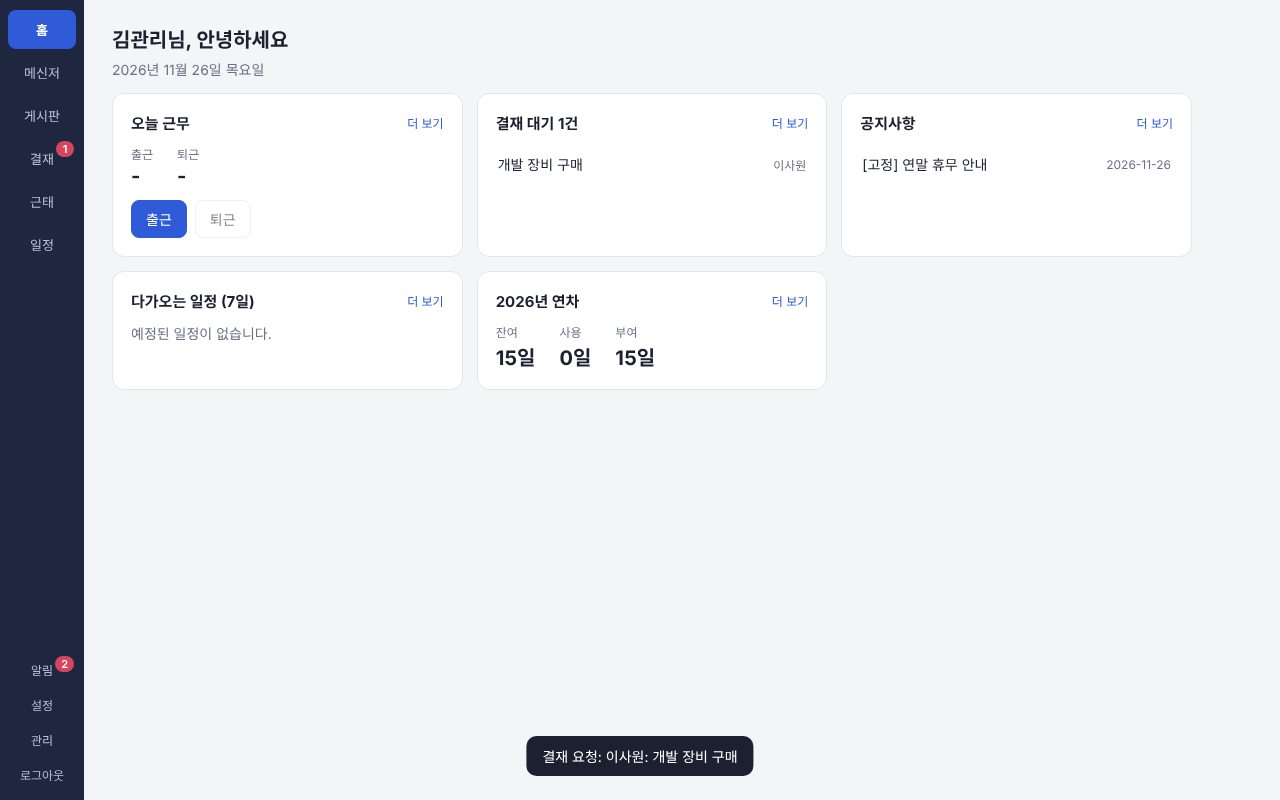 홈
메신저
게시판
결재 1
근태
일정
알림 2
설정
관리
로그아웃
김관리님, 안녕하세요
2026년 11월 26일 목요일
오늘 근무 더 보기
출근 퇴근
- -
출근 퇴근
결재 대기 1건 더 보기
개발 장비 구매 이사원
공지사항 더 보기
[고정] 연말 휴무 안내 2026-11-26
다가오는 일정 (7일) 더 보기
예정된 일정이 없습니다.
2026년 연차 더 보기
잔여 사용 부여
15일 0일 15일
결재 요청: 이사원: 개발 장비 구매